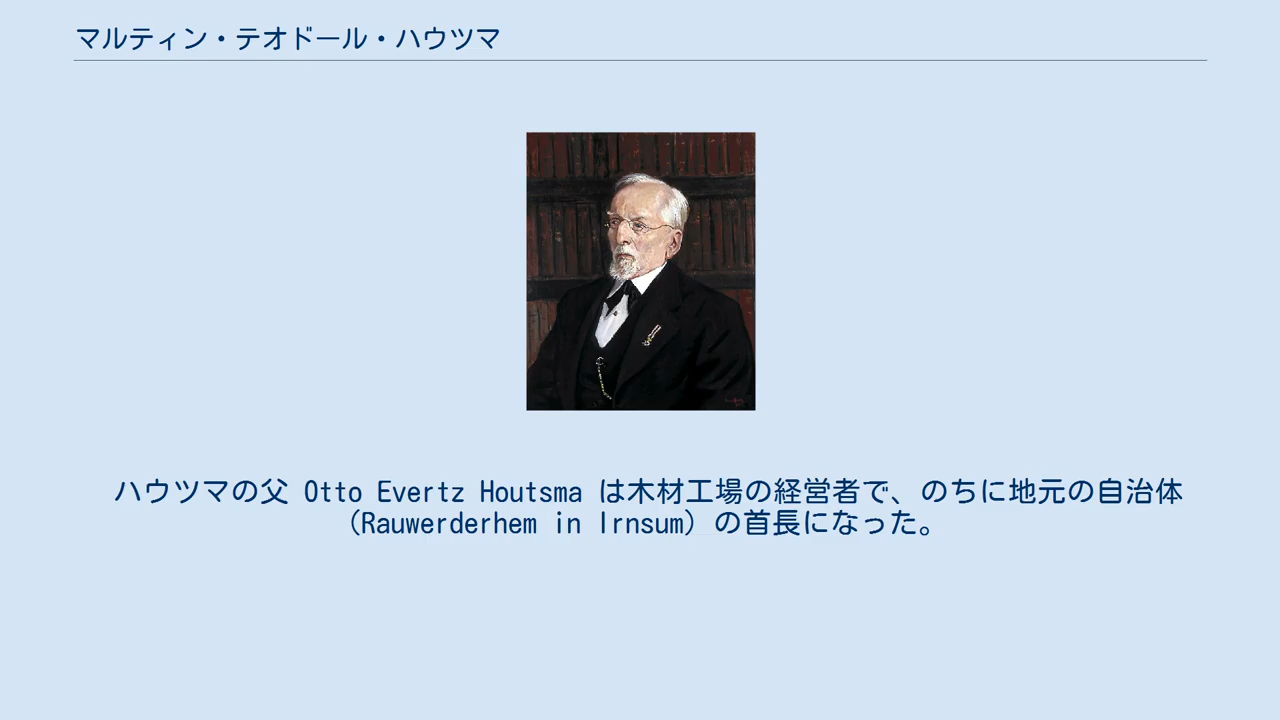 マルティン・テオドール・ハウツマ
ハウツマの父 Otto Evertz Houtsma は木材工場の経営者で、のちに地元の自治体
（Rauwerderhem in Irnsum）の首長になった。